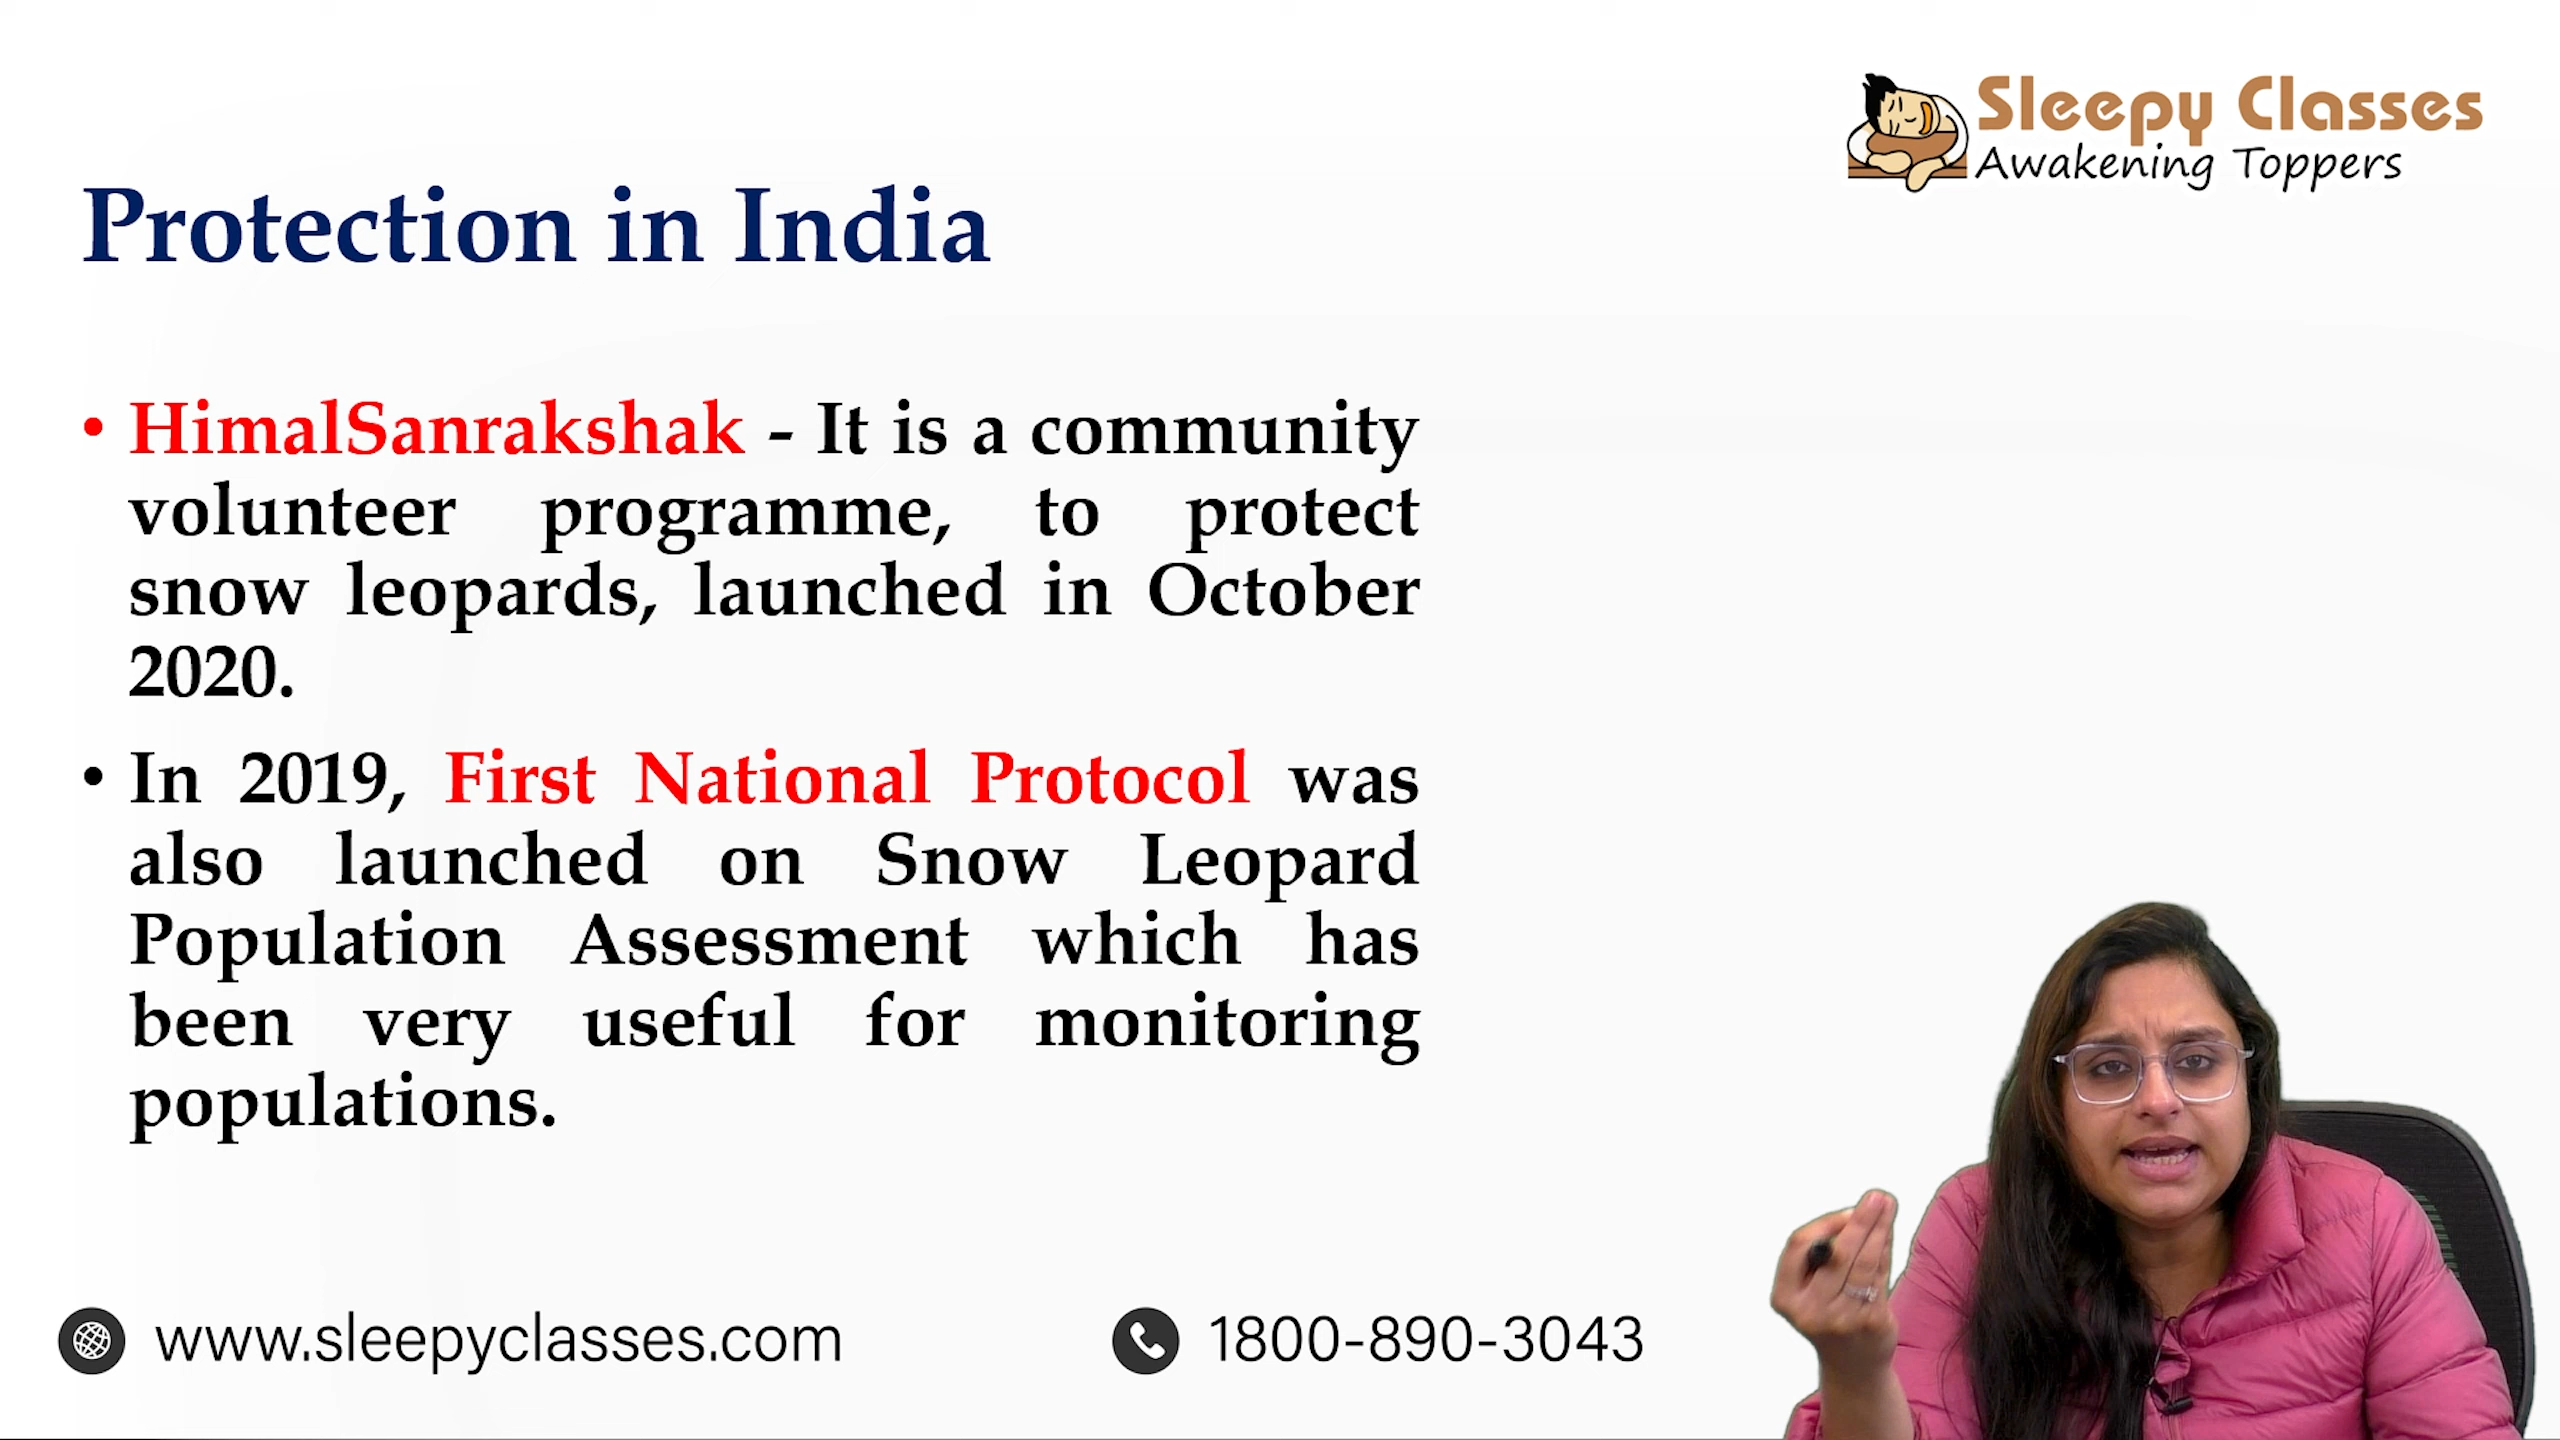 Sleepy Classes
Awakening Toppers
Protection in India
• HimalSanrakshak - It is a community
volunteer programme, to protect
snow leopards, launched in October
2020.
• In 2019, First National Protocol was
also launched on Snow Leopard
Population Assessment which has
been very useful for monitoring
populations.
www.sleepyclasses.com
1800-890-3043